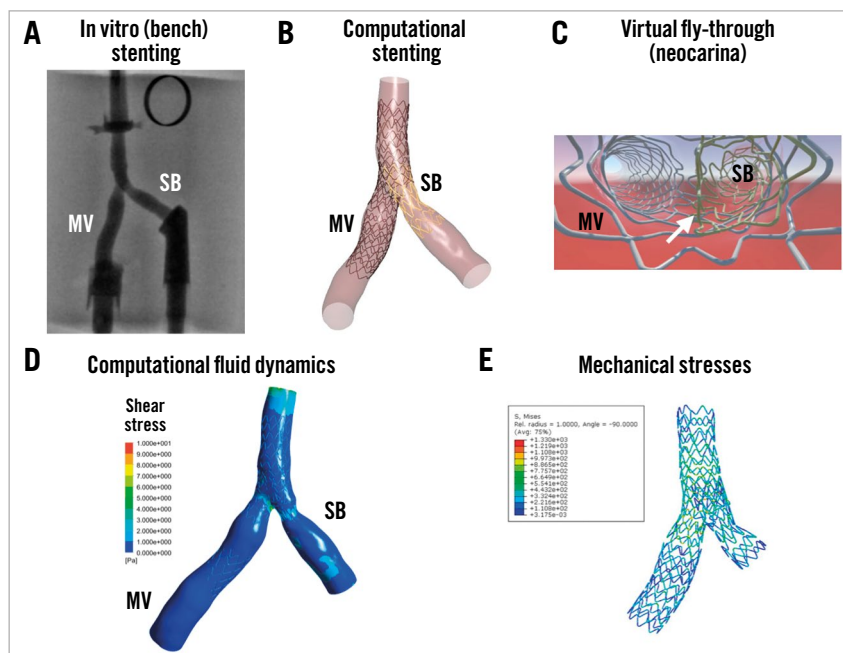 A
In vitro (bench)
stenting
SB
MV
B
Computational
stenting
SB
MV
C
Virtual fly-through
(neocarina)
SB
MV
D
Computational fluid dynamics
Shear
stress
1.000e+001
9.000e+000
8.000e+000
7.000e+000
6.000e+000
5.000e+000
4.000e+000
3.000e+000
2.000e+000
1.000e+000
0.000e+000
[Pa]
SB
MV
E
Mechanical stresses
S, Mises
Rel. radius = 1.0000, Angle = -90.0000
(Avg: 75%)
+1.330e+03
+1.219e+03
+1.108e+03
+9.973e+02
+8.865e+02
+7.757e+02
+6.649e+02
+5.541e+02
+4.432e+02
+3.324e+02
+2.216e+02
+1.108e+02
+3.175e-03